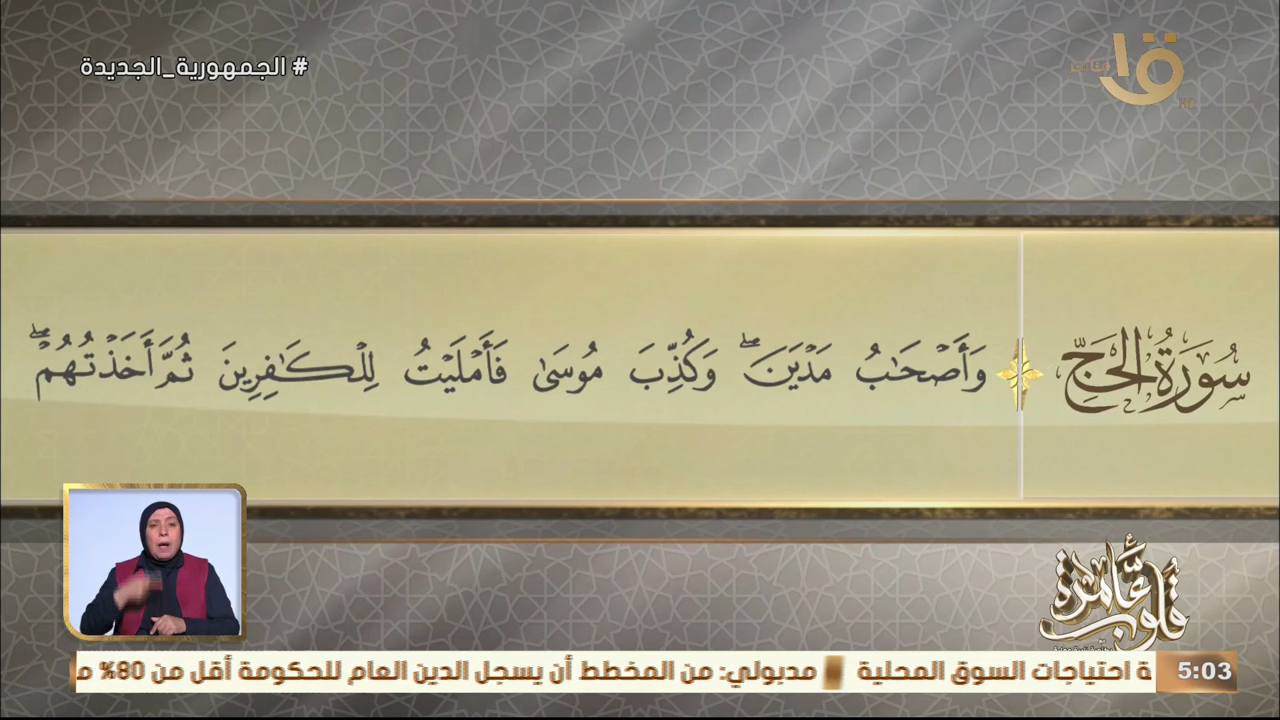 # الجمهورية_الجديدة
سُورَةُ الحَجِّ
وَأَصْحَٰبُ مَدْيَنَ ۖ وَكُذِّبَ مُوسَىٰ فَأَمْلَيْتُ لِلْكَٰفِرِينَ ثُمَّ أَخَذْتُهُمْ ۖ
قلوب عامرة
5:03
ة احتياجات السوق المحلية
مدبولي: من المخطط أن يسجل الدين العام للحكومة أقل من 80% م